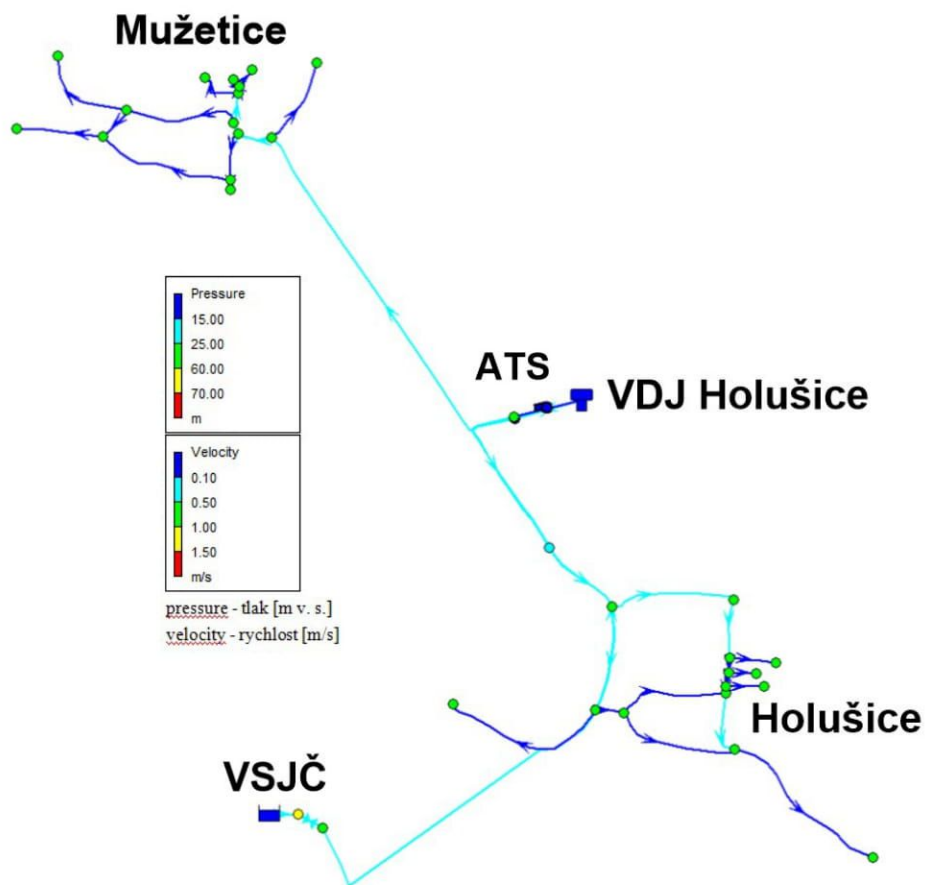 Mužetice
Pressure
15.00
25.00
60.00
70.00
m
ATS
VDJ Holušice
Velocity
0.10
0.50
1.00
1.50
m/s
pressure - tlak [m v. s.]
velocity - rychlost [m/s]
Holušice
VSJČ